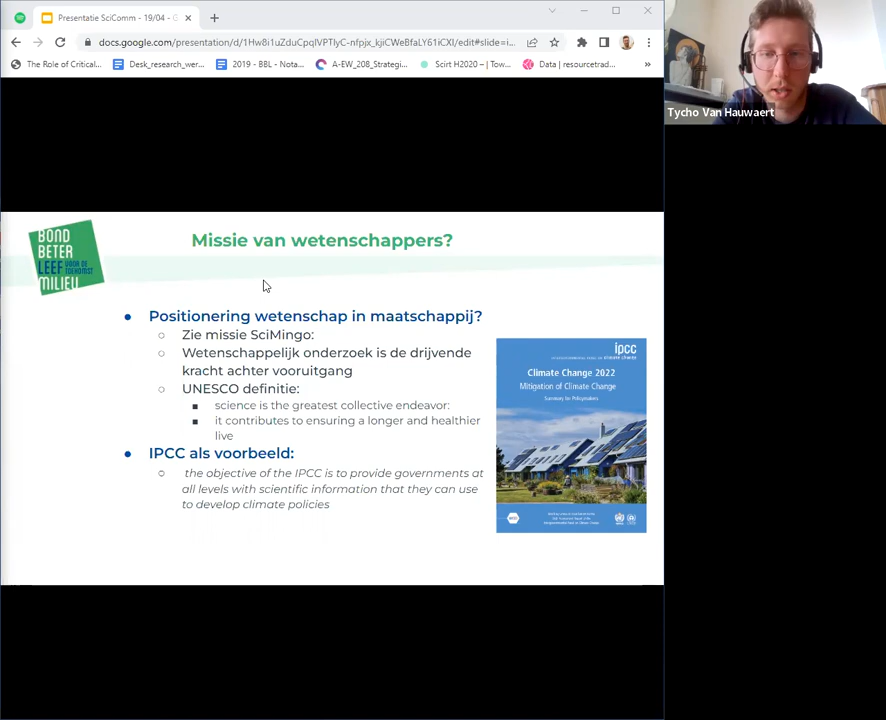 Presentatie SciComm - 19/04 - G
docs.google.com/presentation/d/1Hw8i1uZduCpqIVPTIyC-nfpjx_kjiCWeBfaLY61iCXI/edit#slide=i...
The Role of Critical...
Desk_research_wer...
2019 - BBL - Nota...
A-EW_208_Strategi...
Scirt H2020 – | Tow...
Data | resourcetrad...
»
Tycho Van Hauwaert
BOND
BETER
LEEF VOOR DE TOEKOMST
MILIEU
Missie van wetenschappers?
Positionering wetenschap in maatschappij?
Zie missie SciMingo:
Wetenschappelijk onderzoek is de drijvende
kracht achter vooruitgang
UNESCO definitie:
science is the greatest collective endeavor:
it contributes to ensuring a longer and healthier
live
IPCC als voorbeeld:
the objective of the IPCC is to provide governments at
all levels with scientific information that they can use
to develop climate policies
ipcc
Climate Change 2022
Mitigation of Climate Change
Summary for Policymakers